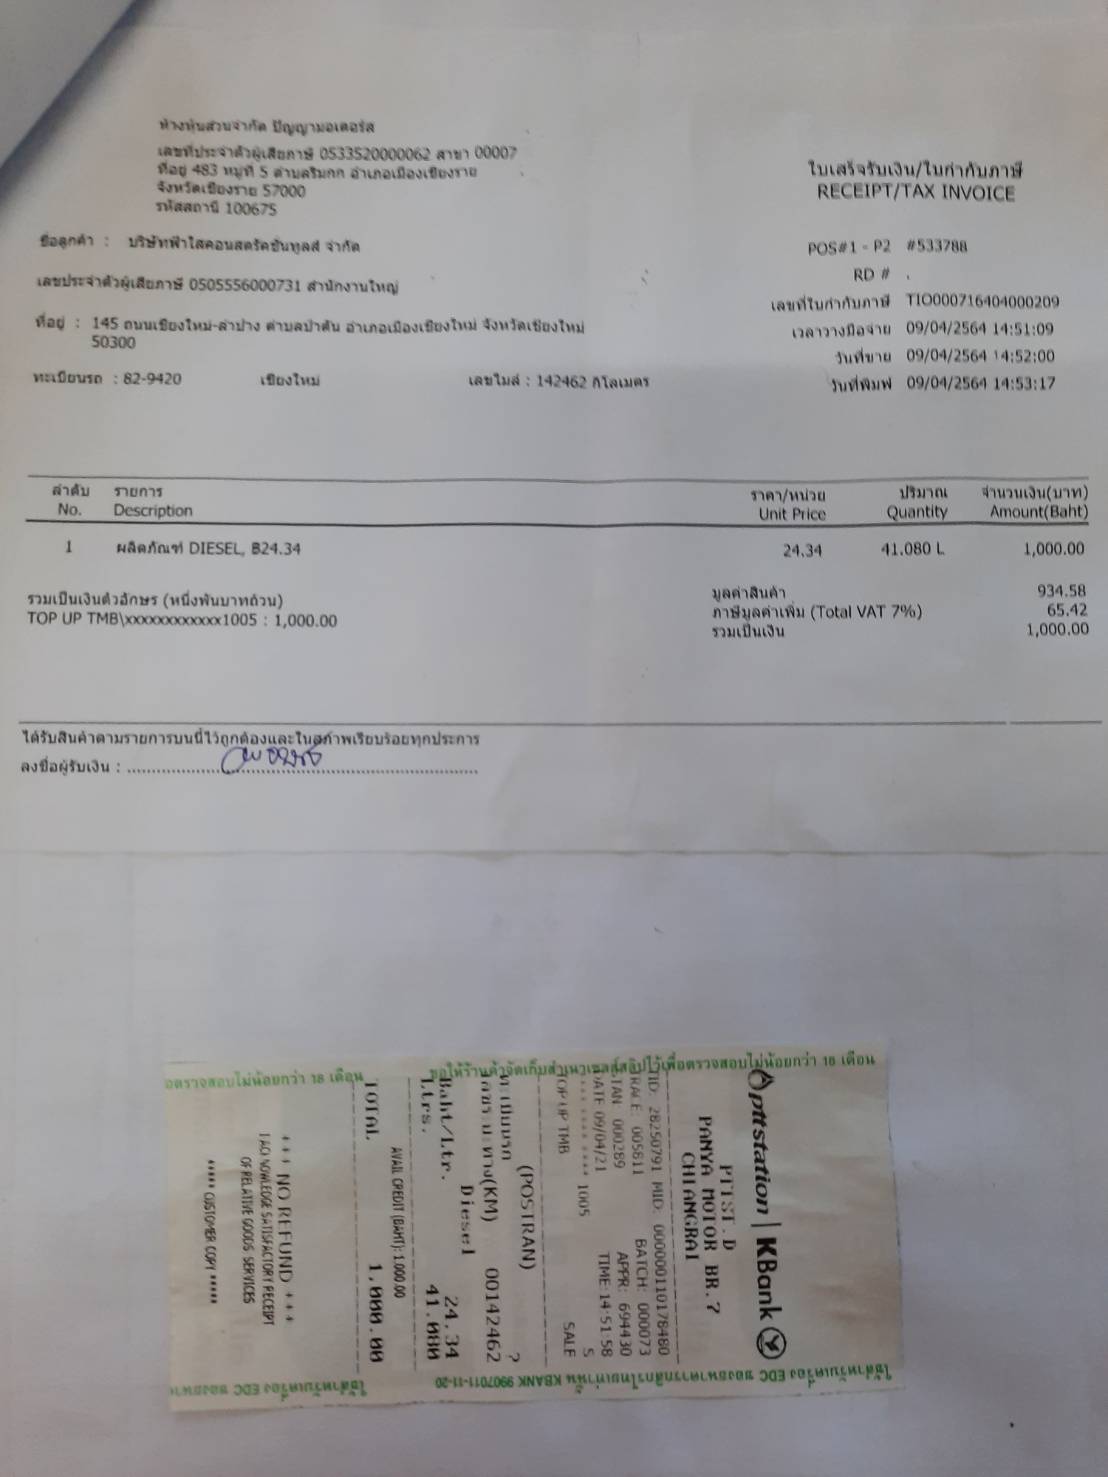 ห้างหุ้นส่วนจำกัด ปัญญามอเตอร์ส
เลขที่ประจำตัวผู้เสียภาษี 0533520000062 สาขา 00007
ที่อยู่ 483 หมู่ที่ 5 ตำบลริมกก อำเภอเมืองเชียงราย
จังหวัดเชียงราย 57000
รหัสสถานี 100675
ใบเสร็จรับเงิน/ใบกำกับภาษี
RECEIPT/TAX INVOICE
ชื่อลูกค้า : บริษัทฟ้าใสคอนสตรัคชั่นทูลส์ จำกัด
POS#1 - P2 #533788
RD # .
เลขประจำตัวผู้เสียภาษี 0505556000731 สำนักงานใหญ่
เลขที่ใบกำกับภาษี TIO000716404000209
ที่อยู่ : 145 ถนนเชียงใหม่-ลำปาง ตำบลป่าตัน อำเภอเมืองเชียงใหม่ จังหวัดเชียงใหม่
50300
เวลาวางมือจ่าย 09/04/2564 14:51:09
วันที่ขาย 09/04/2564 14:52:00
ทะเบียนรถ : 82-9420 เชียงใหม่ เลขไมล์ : 142462 กิโลเมตร
วันที่พิมพ์ 09/04/2564 14:53:17
ลำดับ รายการ ราคา/หน่วย ปริมาณ จำนวนเงิน(บาท)
No. Description Unit Price Quantity Amount(Baht)
1 ผลิตภัณฑ์ DIESEL, ฿24.34 24.34 41.080 L 1,000.00
มูลค่าสินค้า 934.58
รวมเป็นเงินตัวอักษร (หนึ่งพันบาทถ้วน)
ภาษีมูลค่าเพิ่ม (Total VAT 7%) 65.42
TOP UP TMB\xxxxxxxxxxxx1005 : 1,000.00
รวมเป็นเงิน 1,000.00
ได้รับสินค้าตามรายการบนนี้ไว้ถูกต้องและในสภาพเรียบร้อยทุกประการ
ลงชื่อผู้รับเงิน :
ขอให้ร้านค้าจัดเก็บสำเนาเซลส์สลิปไว้เพื่อตรวจสอบไม่น้อยกว่า 18 เดือน
pttstation | KBank
PTTST.D
PANYA MOTOR BR.7
CHIANGRAI
TID: 28250791 MID: 000000110178480
TRACE: 005811 BATCH: 000073
STAN: 000289 APPR: 694430
DATE 09/04/21 TIME:14:51:58
**** **** **** 1005 S
TOP UP TMB SALE
(POSTRAN)
ทะเบียนรถ ?
เลขระยะทาง(KM) 00142462
Diesel
Baht/Ltr. 24.34
Ltrs. 41.080
AVAIL CREDIT (BAHT): 1,000.00
TOTAL 1,000.00
+++ NO REFUND +++
I ACKNOWLEDGE SATISFACTORY RECEIPT
OF RELATIVE GOODS SERVICES
***** CUSTOMER COPY *****
ใช้สำหรับเครื่อง EDC ของธนาคารกสิกรไทยเท่านั้น KBANK 9907011-11-20
อตรวจสอบไม่น้อยกว่า 18 เดือน
ใช้สำหรับเครื่อง EDC ของธนาค